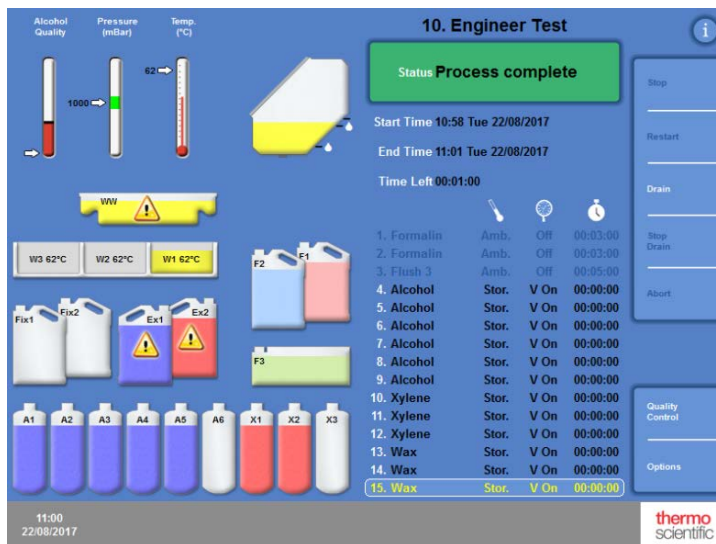 Alcohol Quality
Pressure (mBar)
Temp. (°C)
62
1000
WW
W3 62°C
W2 62°C
W1 62°C
F2
F1
Fix1
Fix2
Ex1
Ex2
F3
A1
A2
A3
A4
A5
A6
X1
X2
X3
10. Engineer Test
i
Status Process complete
Start Time 10:58 Tue 22/08/2017
End Time 11:01 Tue 22/08/2017
Time Left 00:01:00
1. Formalin Amb. Off 00:03:00
2. Formalin Amb. Off 00:03:00
3. Flush 3 Amb. Off 00:05:00
4. Alcohol Stor. V On 00:00:00
5. Alcohol Stor. V On 00:00:00
6. Alcohol Stor. V On 00:00:00
7. Alcohol Stor. V On 00:00:00
8. Alcohol Stor. V On 00:00:00
9. Alcohol Stor. V On 00:00:00
10. Xylene Stor. V On 00:00:00
11. Xylene Stor. V On 00:00:00
12. Xylene Stor. V On 00:00:00
13. Wax Stor. V On 00:00:00
14. Wax Stor. V On 00:00:00
15. Wax Stor. V On 00:00:00
Stop
Restart
Drain
Stop
Drain
Abort
Quality
Control
Options
11:00
22/08/2017
thermo
scientific